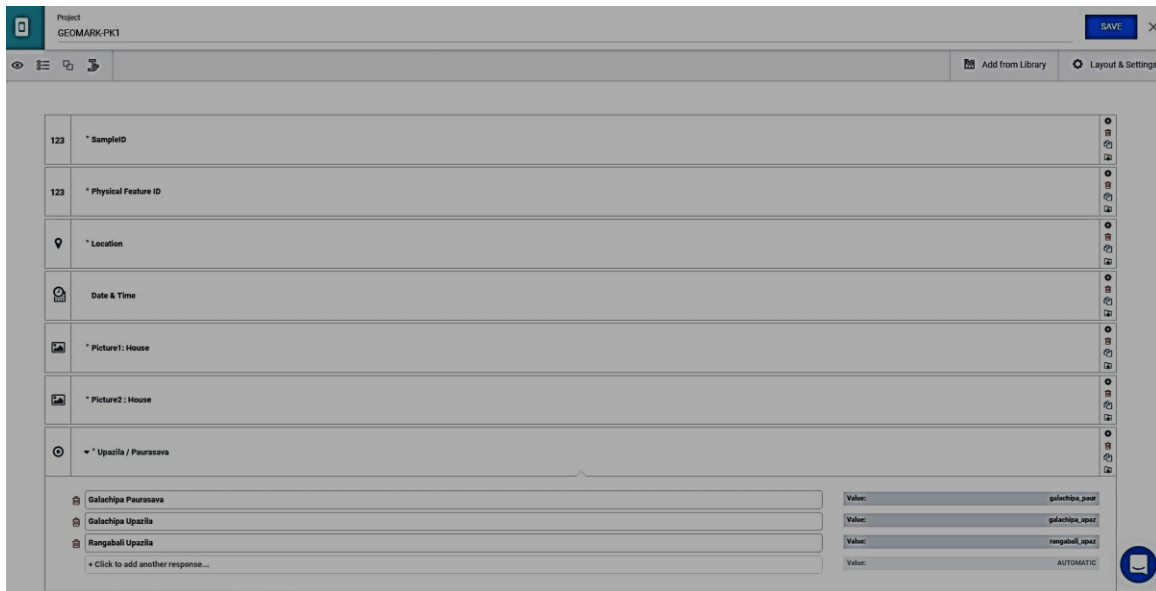 Project
GEOMARK-PK1
SAVE
Add from Library
Layout & Settings
123 * SampleID
123 * Physical Feature ID
* Location
Date & Time
* Picture1: House
* Picture2 : House
* Upazila / Paurasava
Galachipa Paurasava Value: galachipa_paur
Galachipa Upazila Value: galachipa_upaz
Rangabali Upazila Value: rangabali_upaz
+ Click to add another response... Value: AUTOMATIC